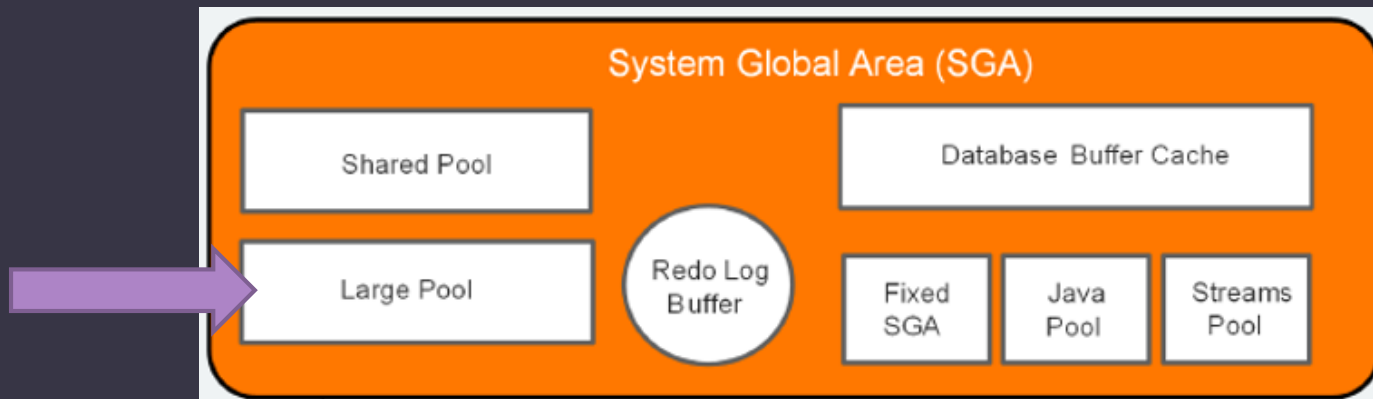 System Global Area (SGA)
Shared Pool
Database Buffer Cache
Large Pool
Redo Log
Buffer
Fixed
SGA
Java
Pool
Streams
Pool